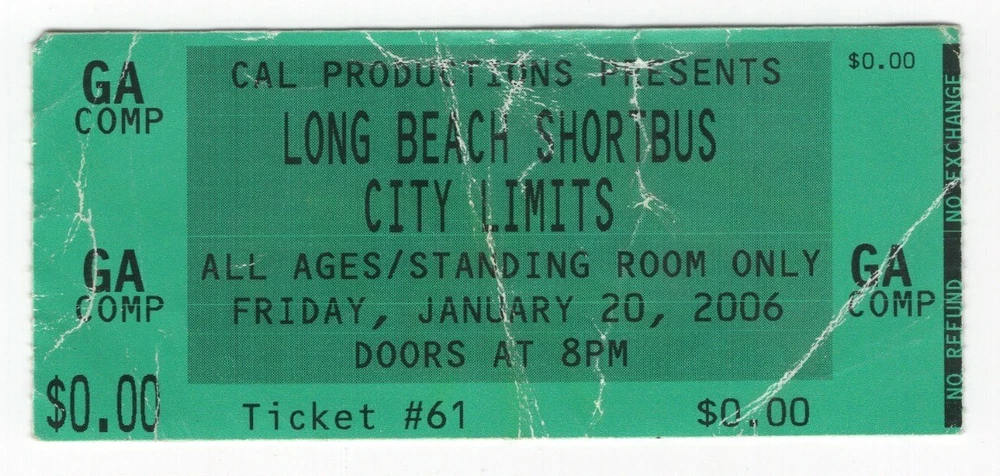 GA
COMP
GA
COMP
$0.00
CAL PRODUCTIONS PRESENTS
LONG BEACH SHORTBUS
CITY LIMITS
ALL AGES/STANDING ROOM ONLY
FRIDAY, JANUARY 20, 2006
DOORS AT 8PM
Ticket #61
$0.00
$0.00
GA
COMP
NO REFUND NO EXCHANGE